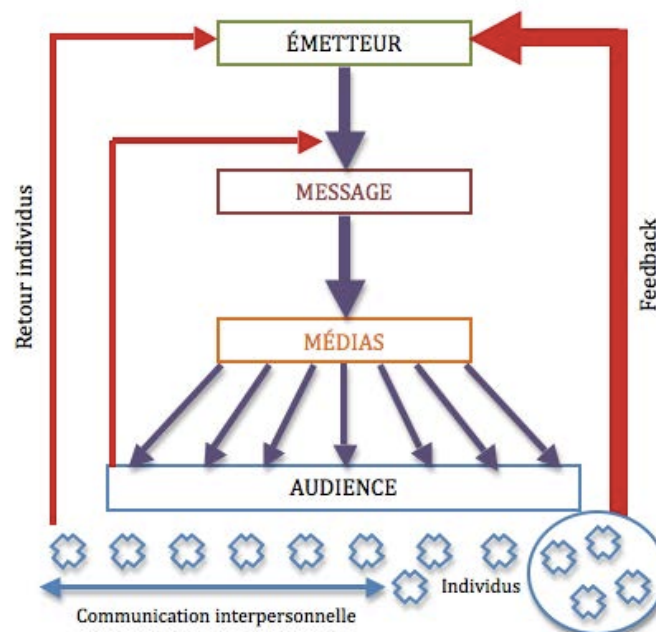 ÉMETTEUR
MESSAGE
Retour individus
Feedback
MÉDIAS
AUDIENCE
Individus
Communication interpersonnelle